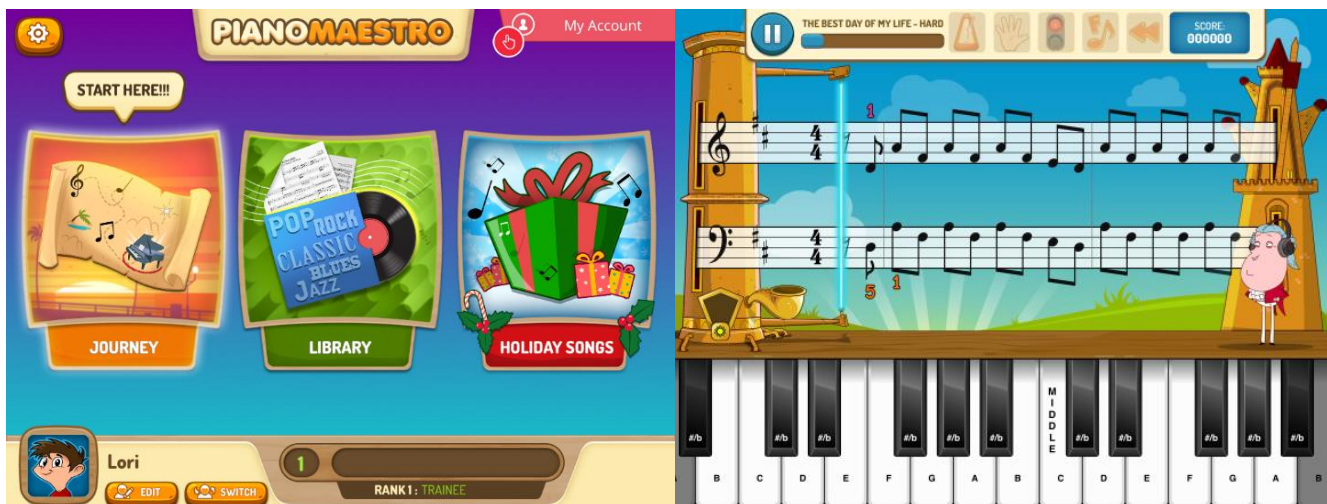 PIANOMAESTRO
My Account
START HERE!!!
POP ROCK
CLASSIC
BLUES
JAZZ
JOURNEY
LIBRARY
HOLIDAY SONGS
Lori
EDIT
SWITCH
1
RANK 1 : TRAINEE
THE BEST DAY OF MY LIFE - HARD
SCORE:
000000
1
4
4
4
4
5
1
MIDDLE
#/b #/b #/b #/b #/b #/b #/b #/b #/b #/b #/b
B C D E F G A B C D E F G A B